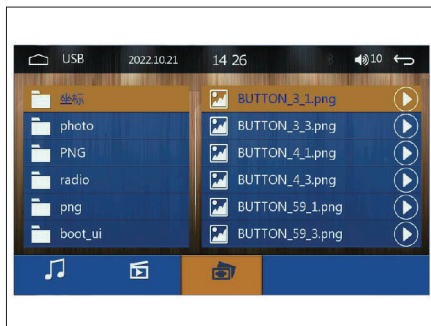 USB 2022.10.21 14 26 10
坐标
photo
PNG
radio
png
boot_ui
BUTTON_3_1.png
BUTTON_3_3.png
BUTTON_4_1.png
BUTTON_4_3.png
BUTTON_59_1.png
BUTTON_59_3.png